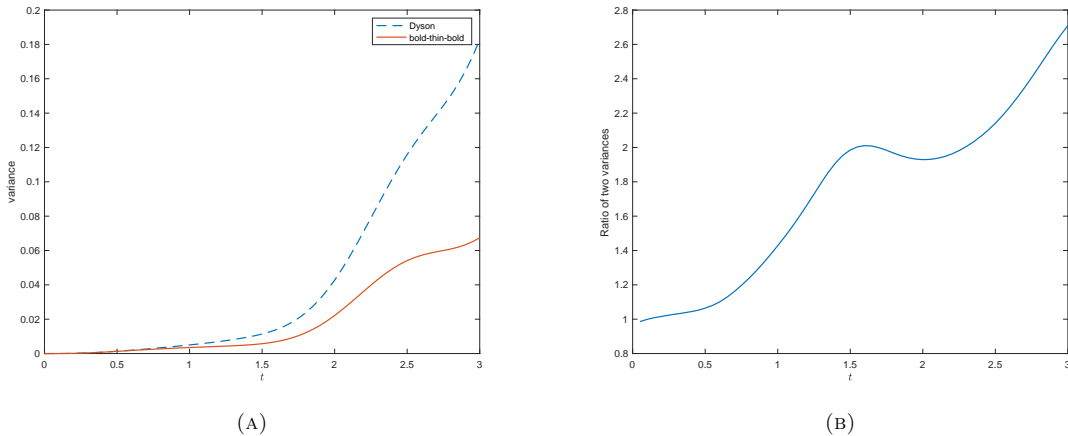 0.2
0.18
0.16
0.14
0.12
0.1
0.08
0.06
0.04
0.02
0
variance
Dyson
bold-thin-bold
0 0.5 1 1.5 2 2.5 3
t
(A)
2.8
2.6
2.4
2.2
2
1.8
1.6
1.4
1.2
1
0.8
Ratio of two variances
0 0.5 1 1.5 2 2.5 3
t
(B)